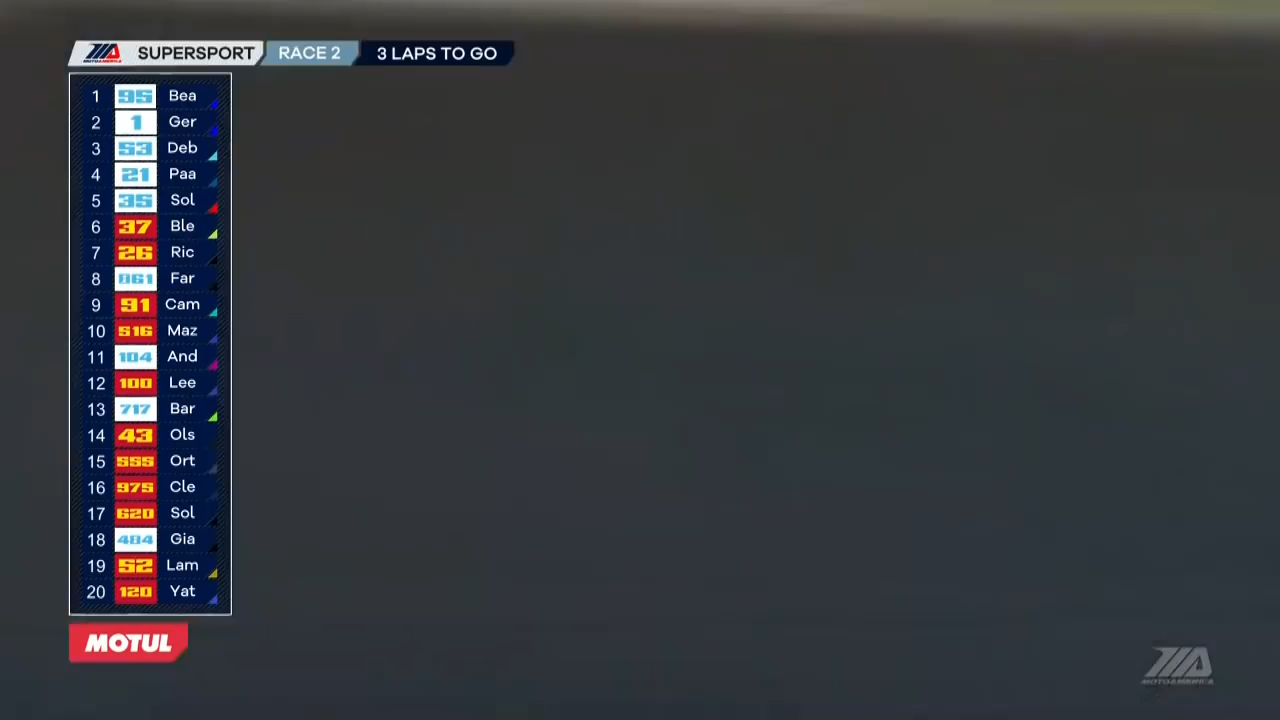 MOTOAMERICA SUPERSPORT RACE 2 3 LAPS TO GO
1 95 Bea
2 1 Ger
3 53 Deb
4 21 Paa
5 35 Sol
6 37 Ble
7 26 Ric
8 061 Far
9 91 Cam
10 516 Maz
11 104 And
12 100 Lee
13 717 Bar
14 43 Ols
15 555 Ort
16 975 Cle
17 620 Sol
18 484 Gia
19 52 Lam
20 120 Yat
MOTUL
MOTOAMERICA